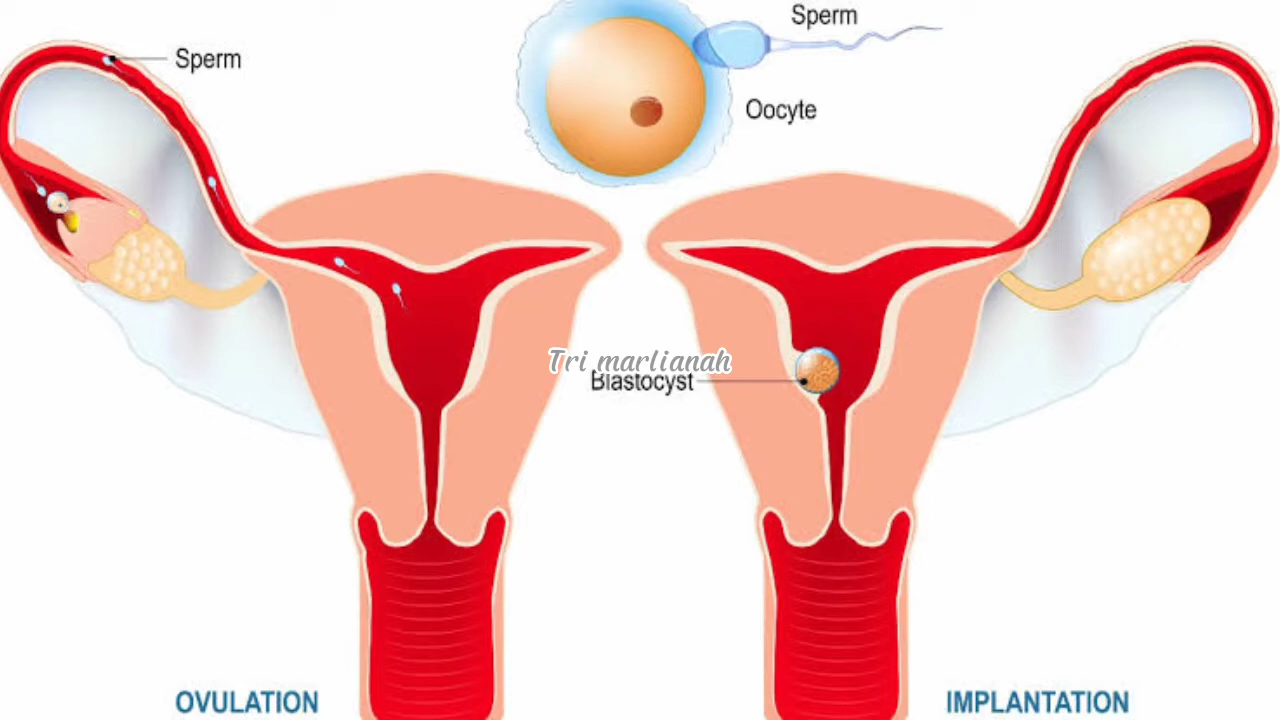 Sperm
Sperm
Oocyte
Tri marlianah
Blastocyst
OVULATION
IMPLANTATION